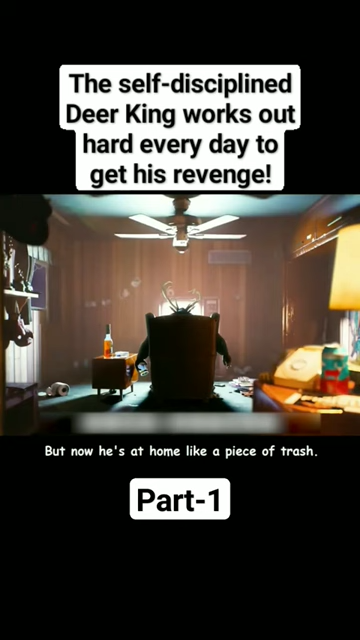 The self-disciplined
Deer King works out
hard every day to
get his revenge!
But now he's at home like a piece of trash.
Part-1